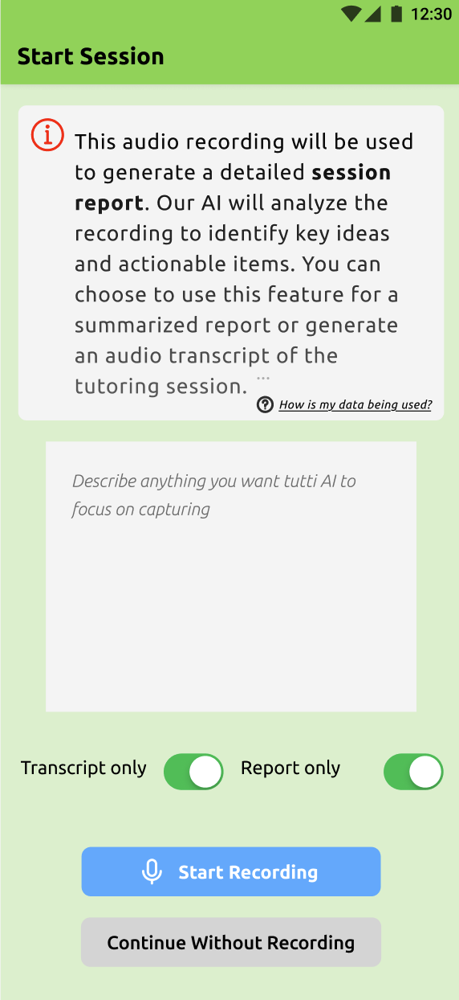 12:30
Start Session
This audio recording will be used
to generate a detailed session
report. Our AI will analyze the
recording to identify key ideas
and actionable items. You can
choose to use this feature for a
summarized report or generate
an audio transcript of the
tutoring session. ...
How is my data being used?
Describe anything you want tutti AI to
focus on capturing
Transcript only
Report only
Start Recording
Continue Without Recording